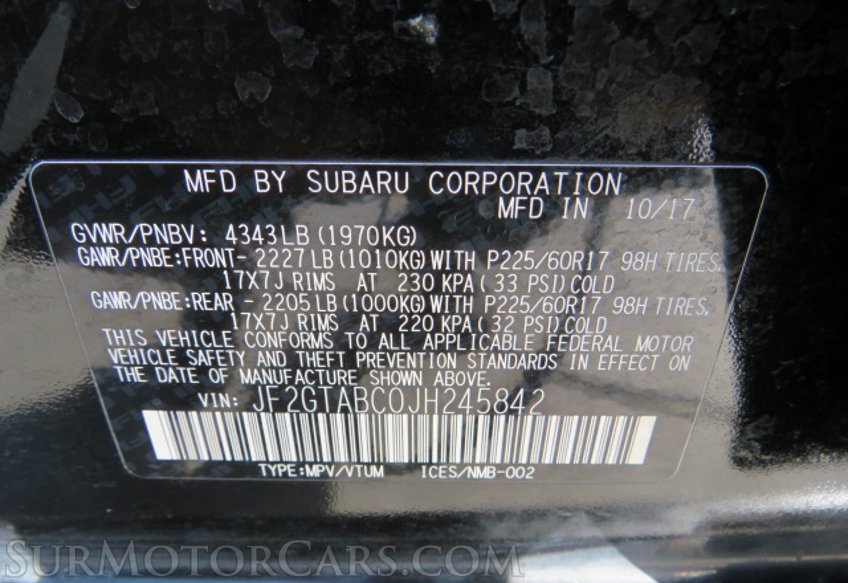 MFD BY SUBARU CORPORATION
MFD IN 10/17
GVWR/PNBV: 4343LB (1970KG)
GAWR/PNBE:FRONT- 2227LB (1010KG) WITH P225/60R17 98H TIRES,
17X7J RIMS AT 230 KPA( 33 PSI)COLD
GAWR/PNBE:REAR - 2205LB (1000KG) WITH P225/60R17 98H TIRES,
17X7J RIMS AT 220 KPA( 32 PSI)COLD
THIS VEHICLE CONFORMS TO ALL APPLICABLE FEDERAL MOTOR
VEHICLE SAFETY AND THEFT PREVENTION STANDARDS IN EFFECT ON
THE DATE OF MANUFACTURE SHOWN ABOVE.
VIN: JF2GTABC0JH245842
TYPE:MPV/VTUM ICES/NMB-002
SurMotorCars.com